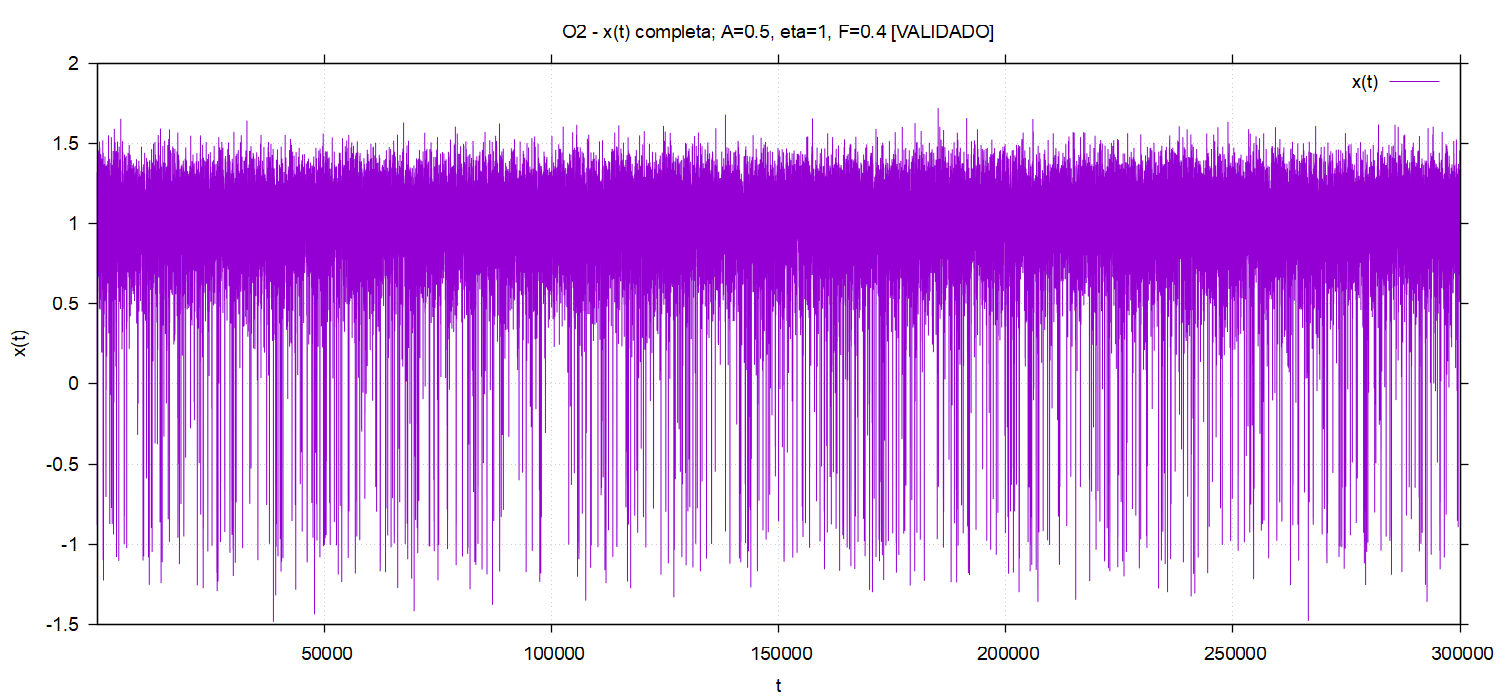 O2 - x(t) completa; A=0.5, eta=1, F=0.4 [VALIDADO]
x(t)
2
1.5
1
0.5
0
-0.5
-1
-1.5
x(t)
50000 100000 150000 200000 250000 300000
t